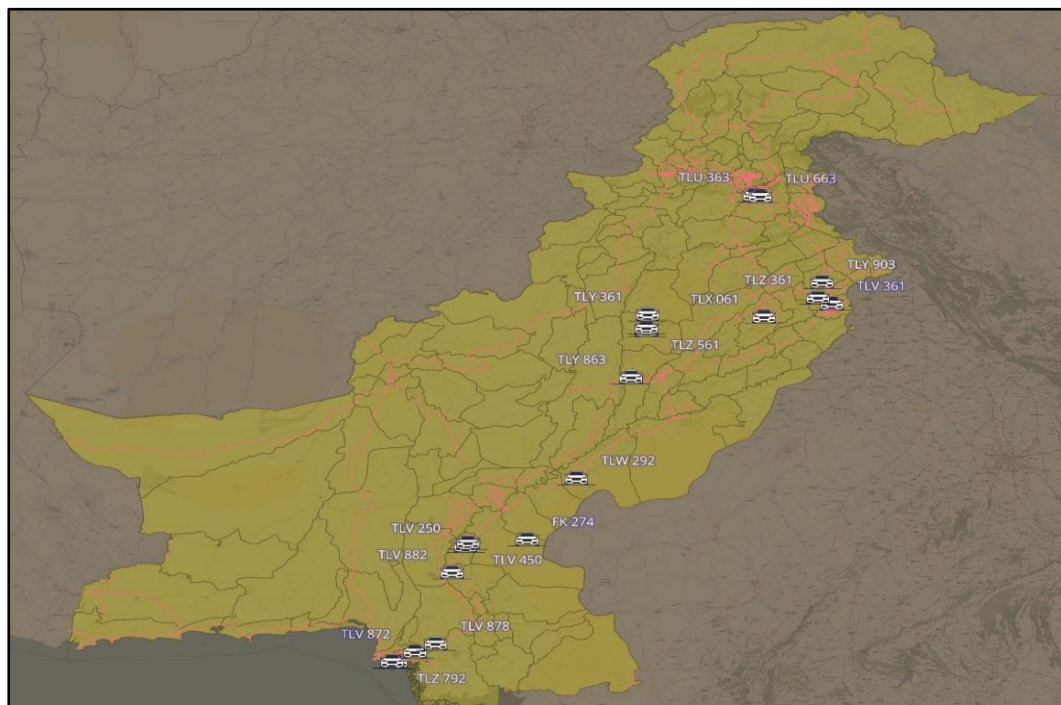 TLU 363
TLU 663
TLY 903
TLZ 361
TLV 361
TLY 361
TLX 061
TLZ 561
TLY 863
TLW 292
FK 274
TLV 250
TLV 882
TLV 450
TLV 872
TLV 878
TLZ 792